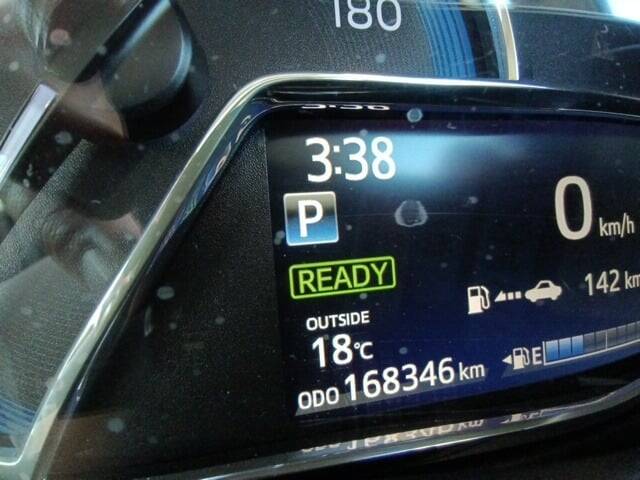 180
3:38
P
0 km/h
READY
142 km
OUTSIDE
18°C
E
ODO 168346 km